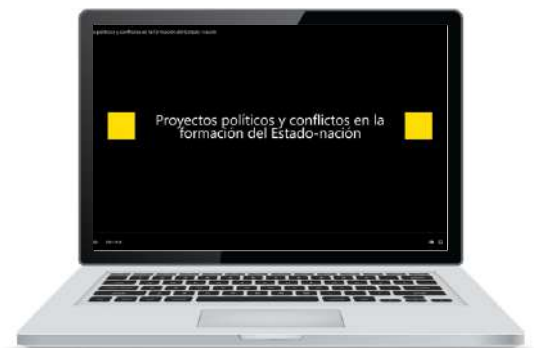 Proyectos políticos y conflictos en la
formación del Estado-nación